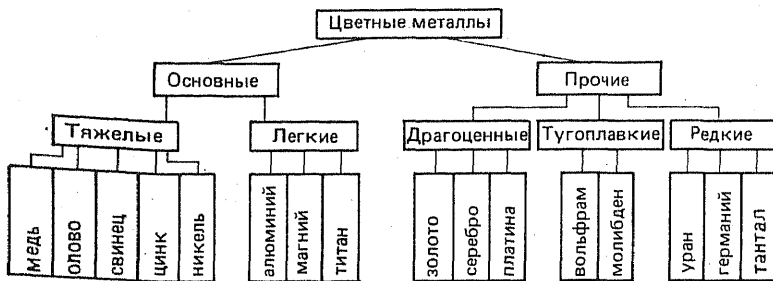 Цветные металлы
Основные
Прочие
Тяжелые
Легкие
Драгоценные
Тугоплавкие
Редкие
медь
олово
свинец
цинк
никель
алюминий
магний
титан
золото
серебро
платина
вольфрам
молибден
уран
германий
тантал